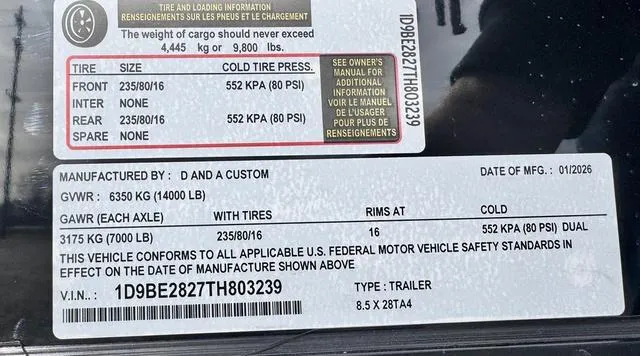 TIRE AND LOADING INFORMATION
RENSEIGNEMENTS SUR LES PNEUS ET LE CHARGEMENT
The weight of cargo should never exceed
4,445 kg or 9,800 lbs.
TIRE SIZE COLD TIRE PRESS.
FRONT 235/80/16 552 KPA (80 PSI)
INTER NONE
REAR 235/80/16 552 KPA (80 PSI)
SPARE NONE
SEE OWNER'S
MANUAL FOR
ADDITIONAL
INFORMATION
VOIR LE MANUEL
DE L'USAGER
POUR PLUS DE
RENSEIGNEMENTS
1D9BE2827TH803239
MANUFACTURED BY : D AND A CUSTOM DATE OF MFG. : 01/2026
GVWR : 6350 KG (14000 LB)
GAWR (EACH AXLE) WITH TIRES RIMS AT COLD
3175 KG (7000 LB) 235/80/16 16 552 KPA (80 PSI) DUAL
THIS VEHICLE CONFORMS TO ALL APPLICABLE U.S. FEDERAL MOTOR VEHICLE SAFETY STANDARDS IN
EFFECT ON THE DATE OF MANUFACTURE SHOWN ABOVE
V.I.N.. : 1D9BE2827TH803239 TYPE : TRAILER
8.5 X 28TA4